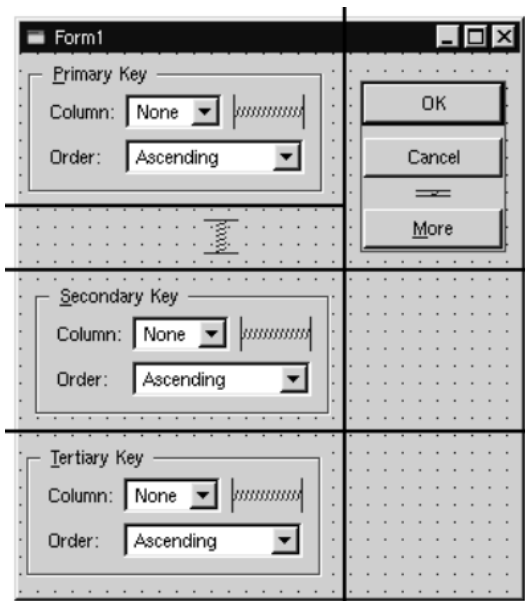 Form1
Primary Key
Column: None
Order: Ascending
OK
Cancel
More
Secondary Key
Column: None
Order: Ascending
Tertiary Key
Column: None
Order: Ascending